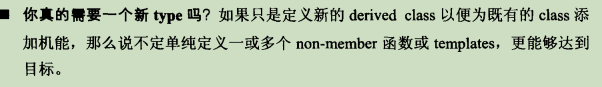 ■ 你真的需要一个新 type 吗？如果只是定义新的 derived class 以便为既有的 class 添
加机能，那么说不定单纯定义一或多个 non-member 函数或 templates，更能够达到
目标。